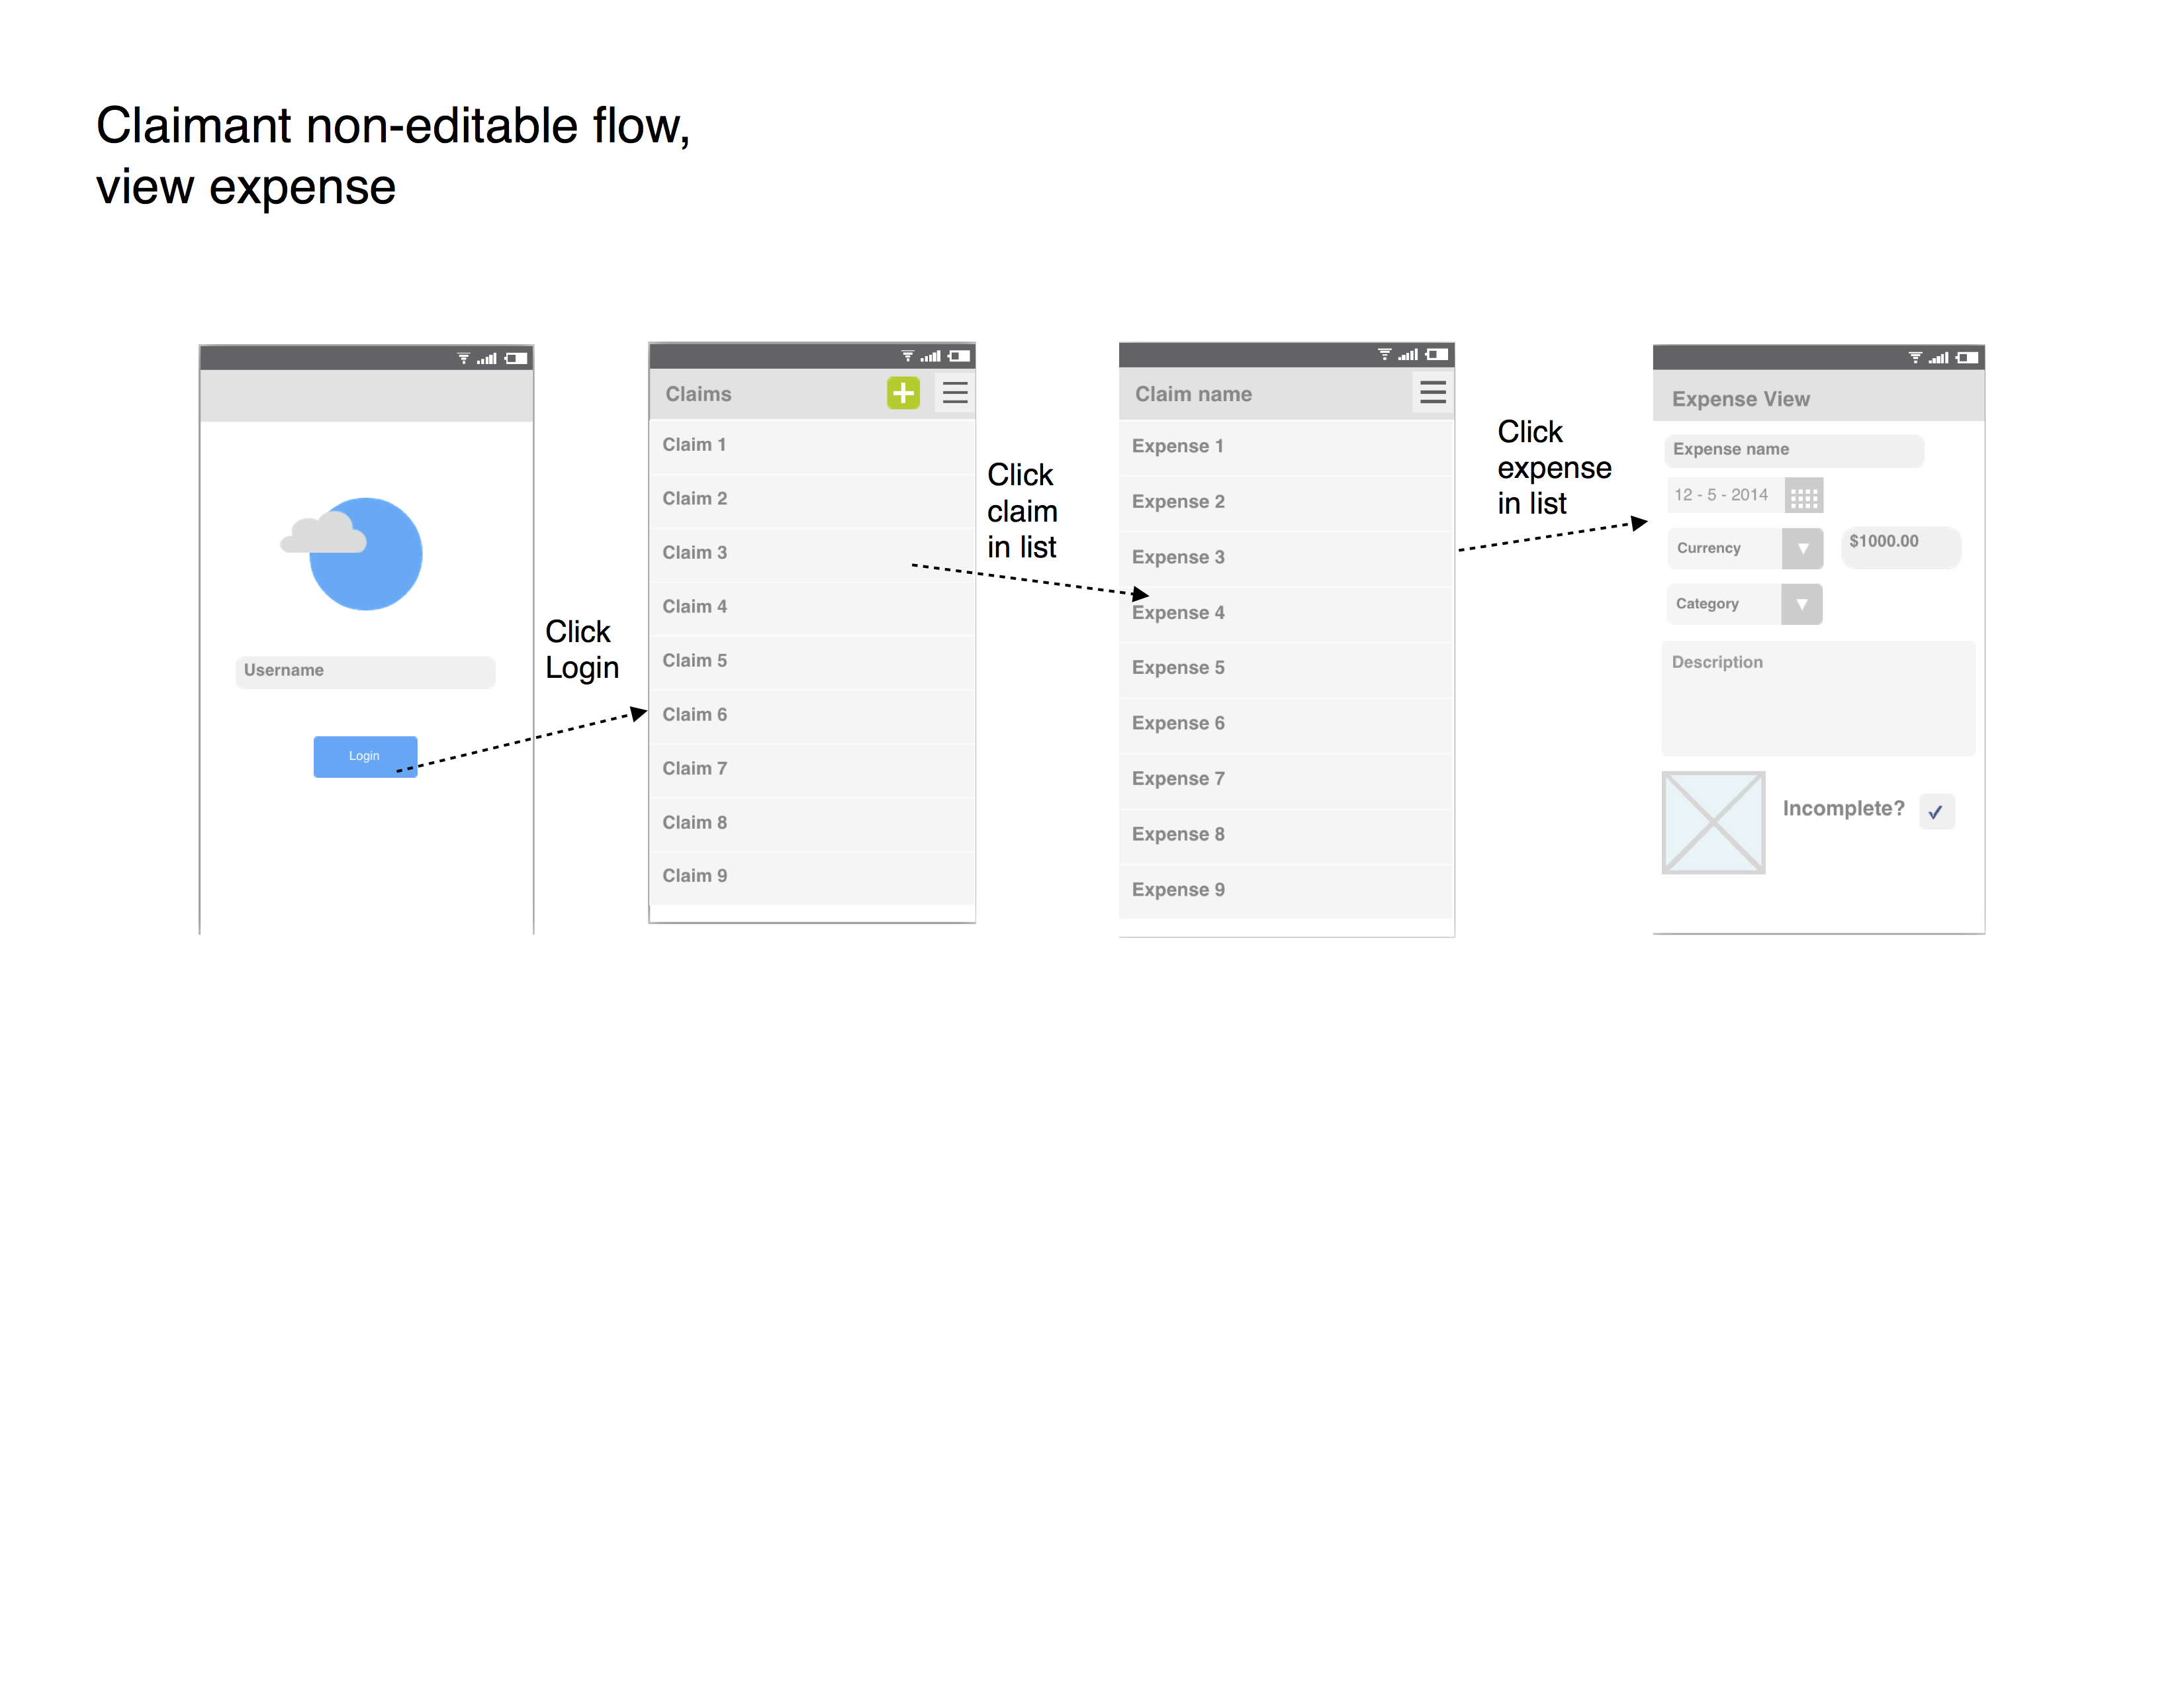 Claimant non-editable flow,
view expense
Username
Login
Click
Login
Claims
Claim 1
Claim 2
Claim 3
Claim 4
Claim 5
Claim 6
Claim 7
Claim 8
Claim 9
Click
claim
in list
Claim name
Expense 1
Expense 2
Expense 3
Expense 4
Expense 5
Expense 6
Expense 7
Expense 8
Expense 9
Click
expense
in list
Expense View
Expense name
12 - 5 - 2014
Currency
$1000.00
Category
Description
Incomplete?